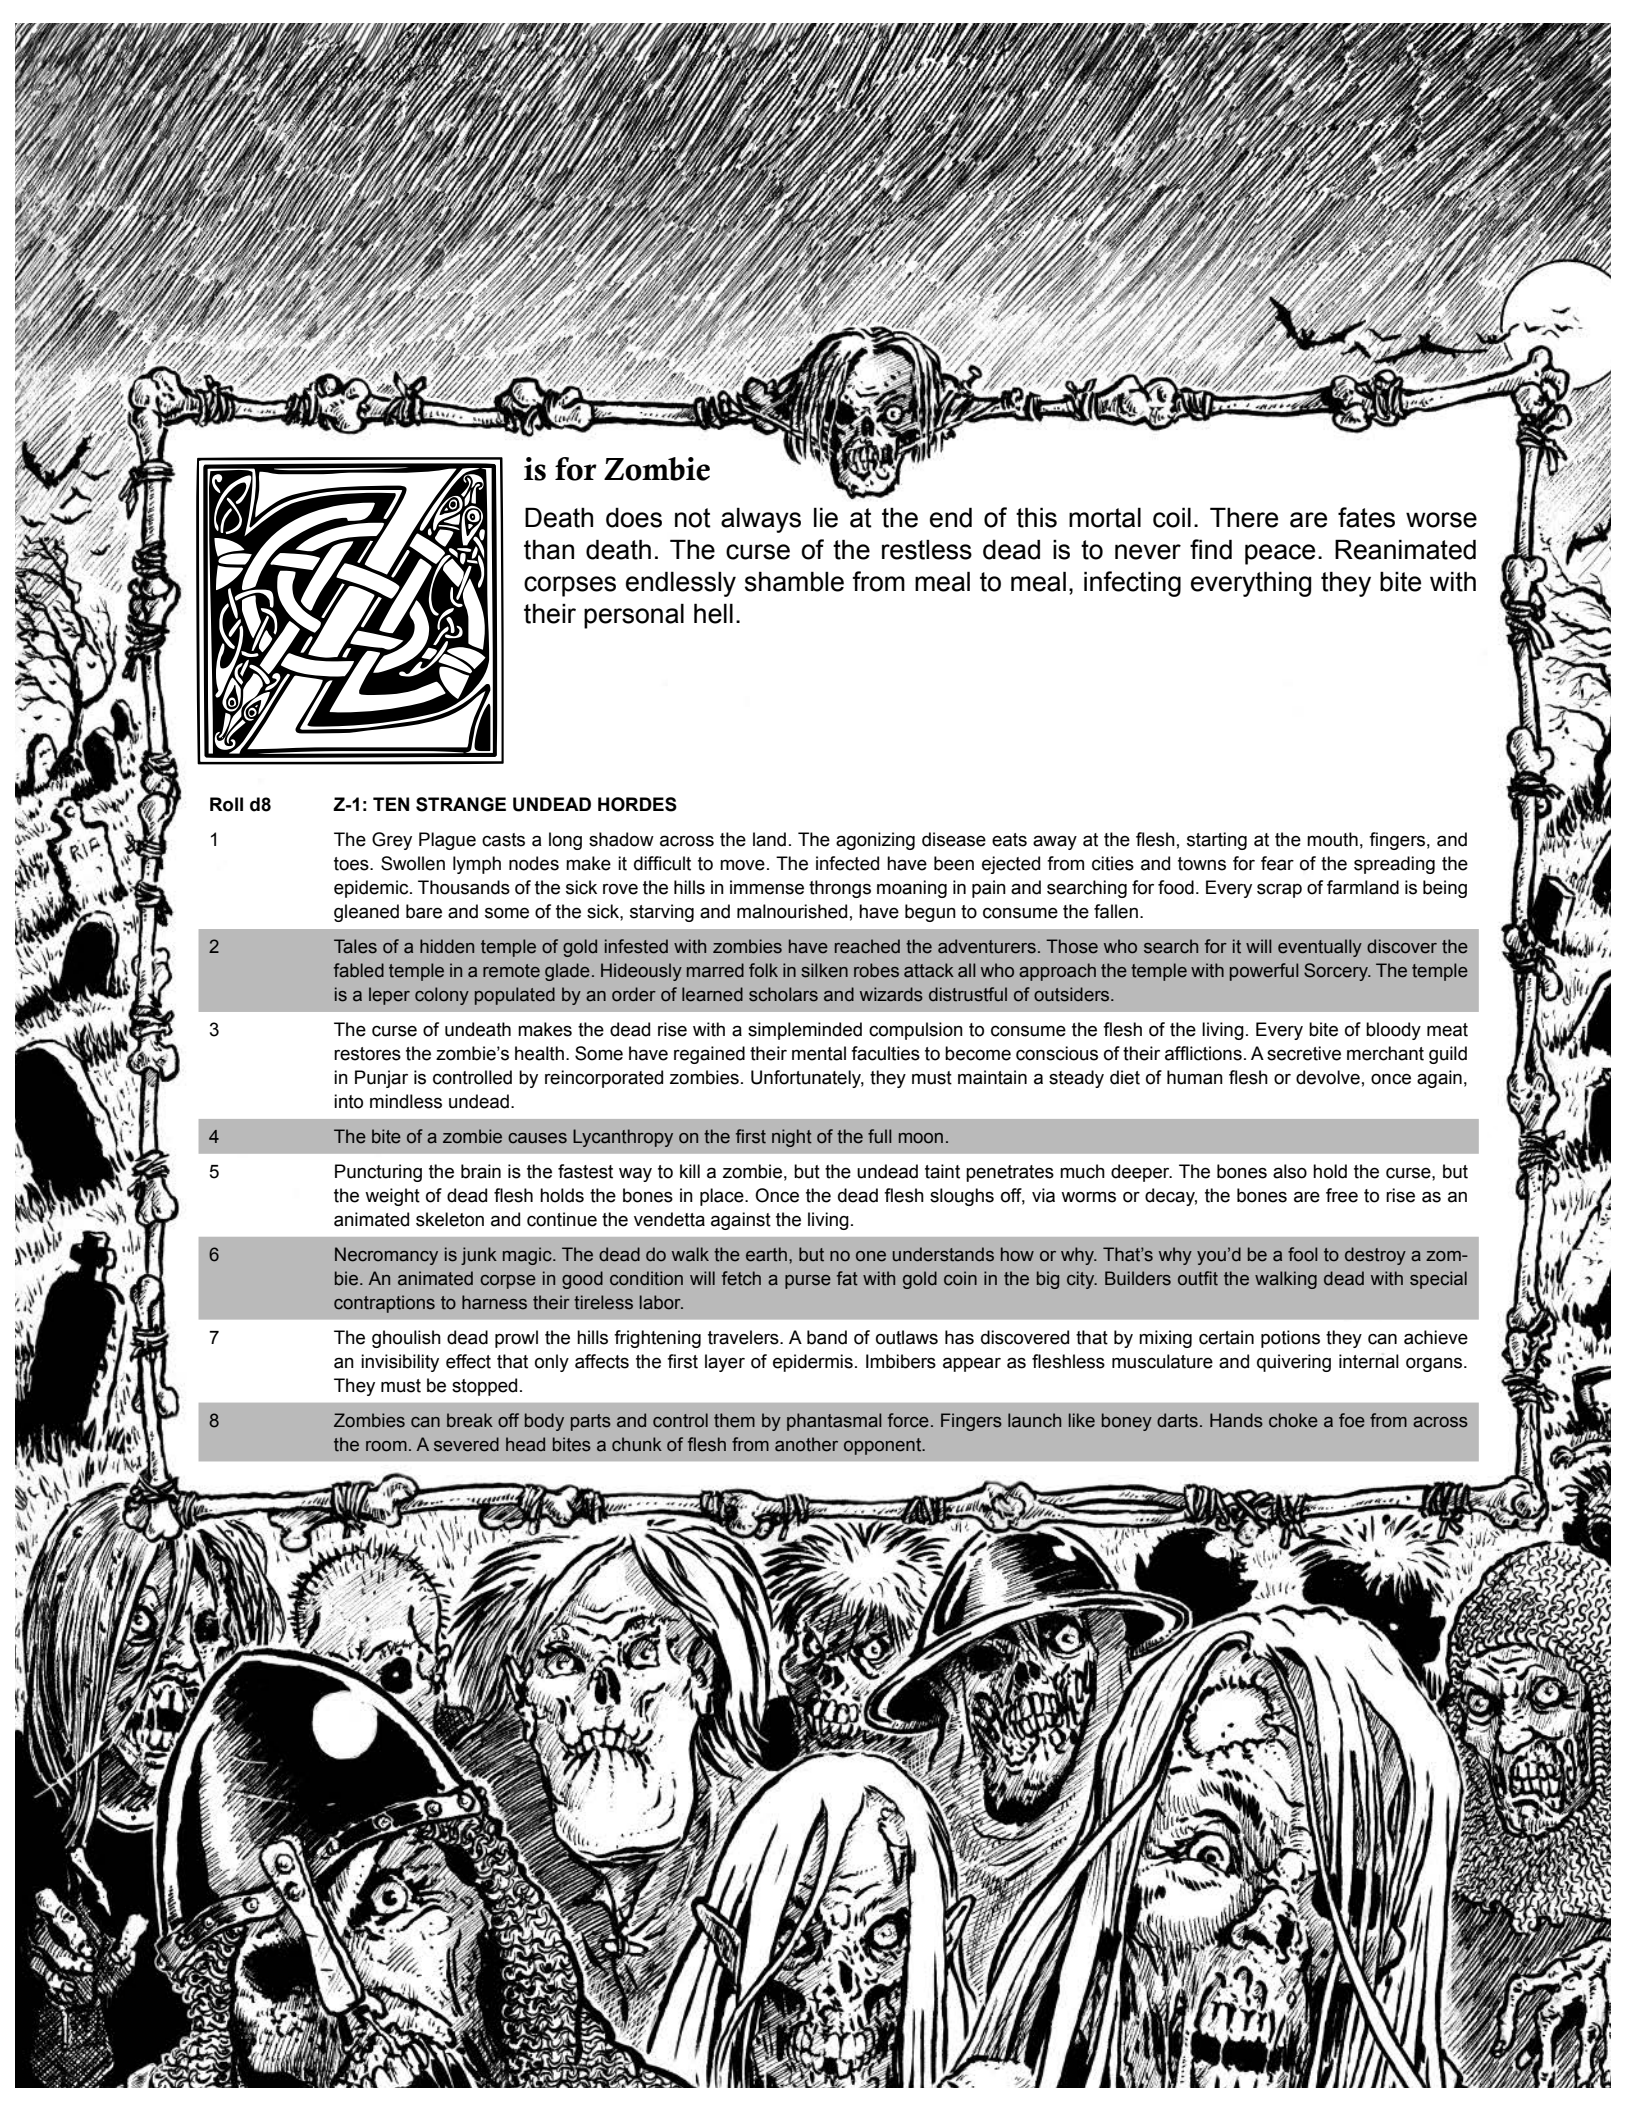 Z
is for Zombie
Death does not always lie at the end of this mortal coil. There are fates worse
than death. The curse of the restless dead is to never find peace. Reanimated
corpses endlessly shamble from meal to meal, infecting everything they bite with
their personal hell.
Roll d8 Z-1: TEN STRANGE UNDEAD HORDES
1 The Grey Plague casts a long shadow across the land. The agonizing disease eats away at the flesh, starting at the mouth, fingers, and
toes. Swollen lymph nodes make it difficult to move. The infected have been ejected from cities and towns for fear of the spreading the
epidemic. Thousands of the sick rove the hills in immense throngs moaning in pain and searching for food. Every scrap of farmland is being
gleaned bare and some of the sick, starving and malnourished, have begun to consume the fallen.
2 Tales of a hidden temple of gold infested with zombies have reached the adventurers. Those who search for it will eventually discover the
fabled temple in a remote glade. Hideously marred folk in silken robes attack all who approach the temple with powerful Sorcery. The temple
is a leper colony populated by an order of learned scholars and wizards distrustful of outsiders.
3 The curse of undeath makes the dead rise with a simpleminded compulsion to consume the flesh of the living. Every bite of bloody meat
restores the zombie's health. Some have regained their mental faculties to become conscious of their afflictions. A secretive merchant guild
in Punjar is controlled by reincorporated zombies. Unfortunately, they must maintain a steady diet of human flesh or devolve, once again,
into mindless undead.
4 The bite of a zombie causes Lycanthropy on the first night of the full moon.
5 Puncturing the brain is the fastest way to kill a zombie, but the undead taint penetrates much deeper. The bones also hold the curse, but
the weight of dead flesh holds the bones in place. Once the dead flesh sloughs off, via worms or decay, the bones are free to rise as an
animated skeleton and continue the vendetta against the living.
6 Necromancy is junk magic. The dead do walk the earth, but no one understands how or why. That's why you'd be a fool to destroy a zom-
bie. An animated corpse in good condition will fetch a purse fat with gold coin in the big city. Builders outfit the walking dead with special
contraptions to harness their tireless labor.
7 The ghoulish dead prowl the hills frightening travelers. A band of outlaws has discovered that by mixing certain potions they can achieve
an invisibility effect that only affects the first layer of epidermis. Imbibers appear as fleshless musculature and quivering internal organs.
They must be stopped.
8 Zombies can break off body parts and control them by phantasmal force. Fingers launch like boney darts. Hands choke a foe from across
the room. A severed head bites a chunk of flesh from another opponent.
RIP